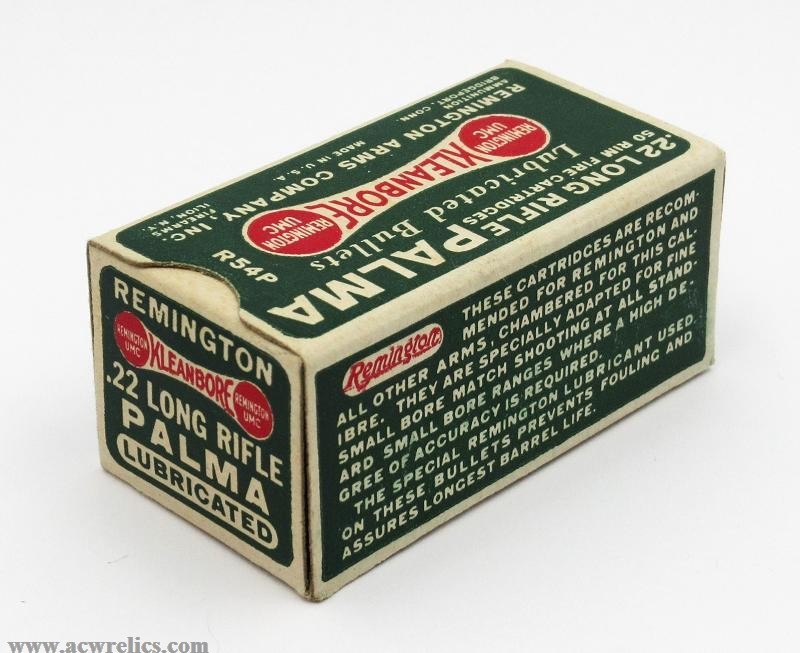 .22 LONG RIFLE
50 RIM FIRE CARTRIDGES
PALMA
Lubricated Bullets
REMINGTON
UMC
KLEANBORE
REMINGTON
UMC
R54P
REMINGTON ARMS COMPANY INC.
AMMUNITION
BRIDGEPORT, CONN.
MADE IN U.S.A.
FIREARMS
ILION, N.Y.
REMINGTON
REMINGTON
UMC
KLEANBORE
REMINGTON
UMC
.22 LONG RIFLE
PALMA
LUBRICATED
Remington
THESE CARTRIDGES ARE RECOM-
MENDED FOR REMINGTON AND
ALL OTHER ARMS, CHAMBERED FOR THIS CAL-
IBRE. THEY ARE SPECIALLY ADAPTED FOR FINE
SMALL BORE MATCH SHOOTING AT ALL STAND-
ARD SMALL BORE RANGES WHERE A HIGH DE-
GREE OF ACCURACY IS REQUIRED.
THE SPECIAL REMINGTON LUBRICANT USED
ON THESE BULLETS PREVENTS FOULING AND
ASSURES LONGEST BARREL LIFE.
www.acwrelics.com